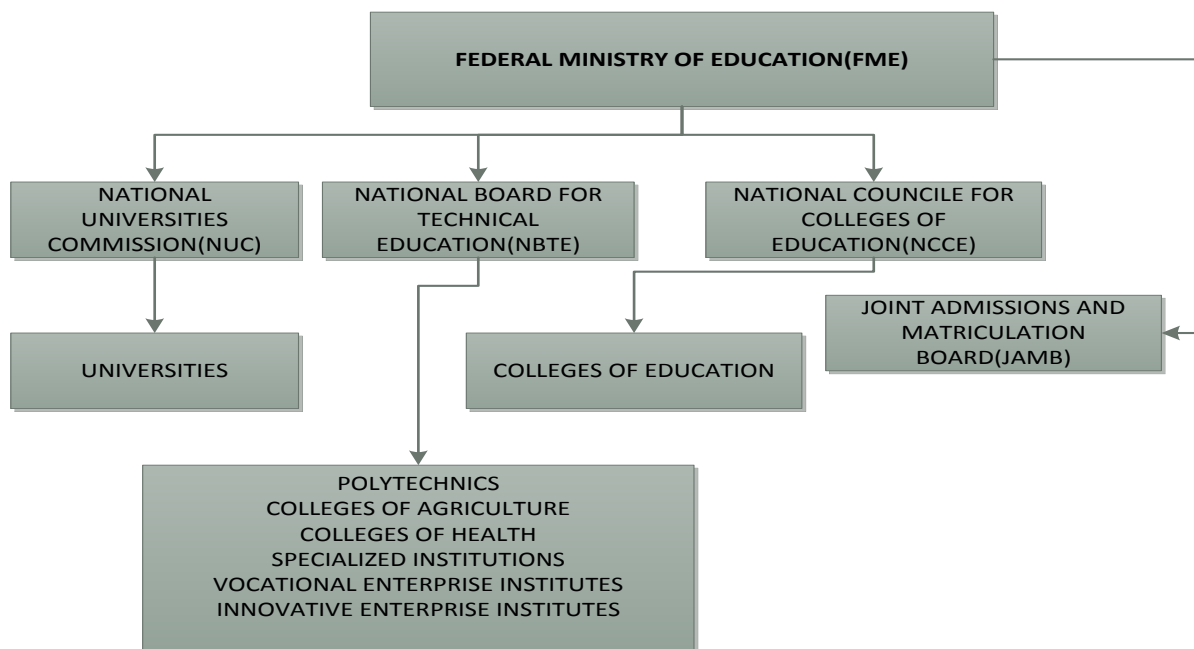 FEDERAL MINISTRY OF EDUCATION(FME)
NATIONAL
UNIVERSITIES
COMMISSION(NUC)
NATIONAL BOARD FOR
TECHNICAL
EDUCATION(NBTE)
NATIONAL COUNCILE FOR
COLLEGES OF
EDUCATION(NCCE)
UNIVERSITIES
COLLEGES OF EDUCATION
JOINT ADMISSIONS AND
MATRICULATION
BOARD(JAMB)
POLYTECHNICS
COLLEGES OF AGRICULTURE
COLLEGES OF HEALTH
SPECIALIZED INSTITUTIONS
VOCATIONAL ENTERPRISE INSTITUTES
INNOVATIVE ENTERPRISE INSTITUTES